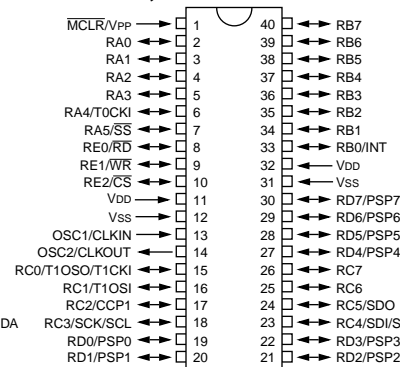 MCLR/VPP 1 40 RB7
RA0 2 39 RB6
RA1 3 38 RB5
RA2 4 37 RB4
RA3 5 36 RB3
RA4/T0CKI 6 35 RB2
RA5/SS 7 34 RB1
RE0/RD 8 33 RB0/INT
RE1/WR 9 32 VDD
RE2/CS 10 31 VSS
VDD 11 30 RD7/PSP7
VSS 12 29 RD6/PSP6
OSC1/CLKIN 13 28 RD5/PSP5
OSC2/CLKOUT 14 27 RD4/PSP4
RC0/T1OSO/T1CKI 15 26 RC7
RC1/T1OSI 16 25 RC6
RC2/CCP1 17 24 RC5/SDO
DA RC3/SCK/SCL 18 23 RC4/SDI/S
RD0/PSP0 19 22 RD3/PSP3
RD1/PSP1 20 21 RD2/PSP2